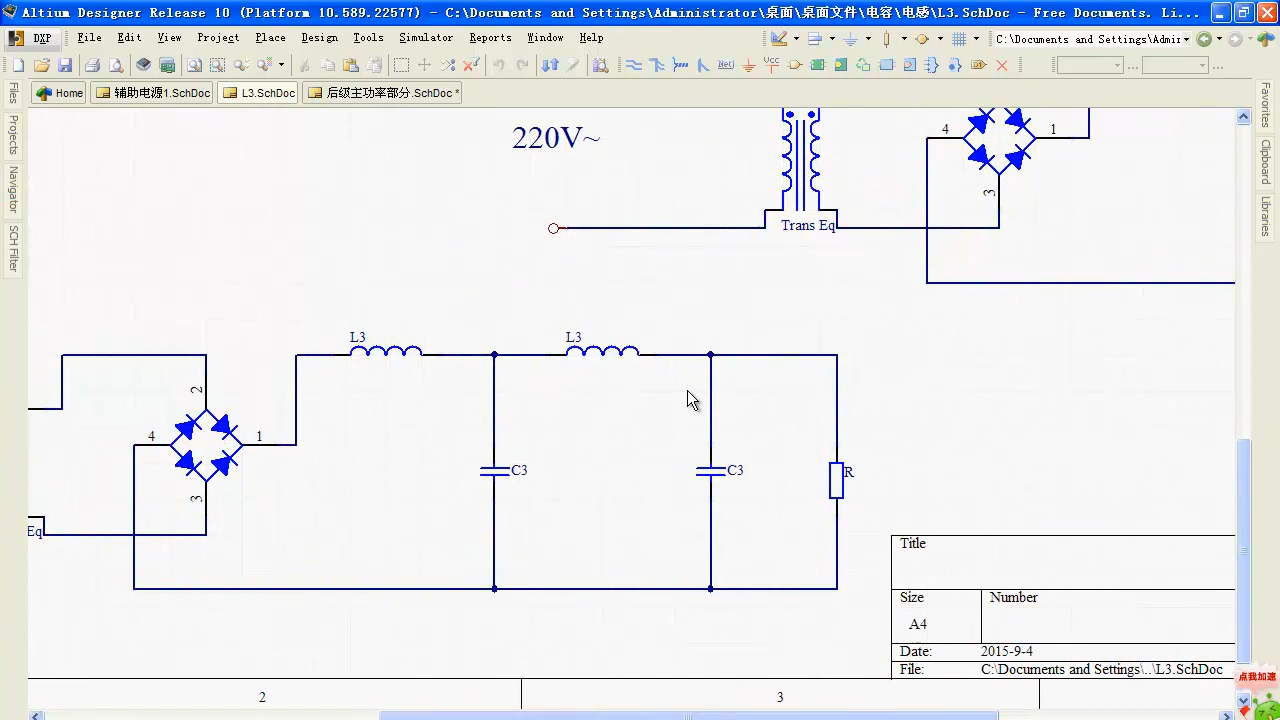 Altium Designer Release 10 (Platform 10.589.22577) - C:\Documents and Settings\Administrator\桌面\桌面文件\电容\电感\L3.SchDoc - Free Documents. Li...
DXP File Edit View Project Place Design Tools Simulator Reports Window Help
C:\Documents and Settings\Admir
Net
Vcc
Home 辅助电源1.SchDoc L3.SchDoc 后级主功率部分.SchDoc *
Files
Projects
Navigator
SCH Filter
Favorites
Clipboard
Libraries
220V~
4
1
3
Trans Eq
L3
L3
2
4
1
3
Eq
C3
C3
R
Title
Size
Number
A4
Date:
2015-9-4
File:
C:\Documents and Settings\..\L3.SchDoc
2
3
点我加速